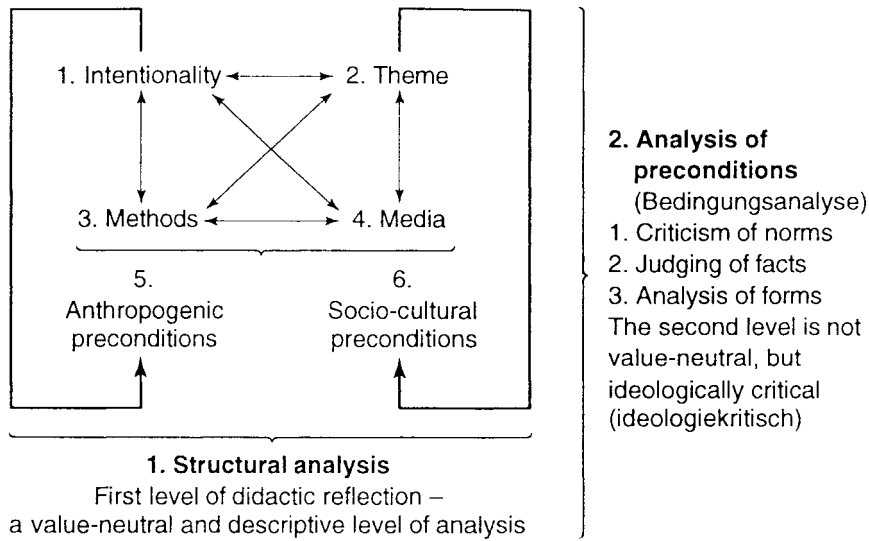 1. Intentionality
2. Theme
3. Methods
4. Media
5.
Anthropogenic
preconditions
6.
Socio-cultural
preconditions
1. Structural analysis
First level of didactic reflection –
a value-neutral and descriptive level of analysis
2. Analysis of
preconditions
(Bedingungsanalyse)
1. Criticism of norms
2. Judging of facts
3. Analysis of forms
The second level is not
value-neutral, but
ideologically critical
(ideologiekritisch)